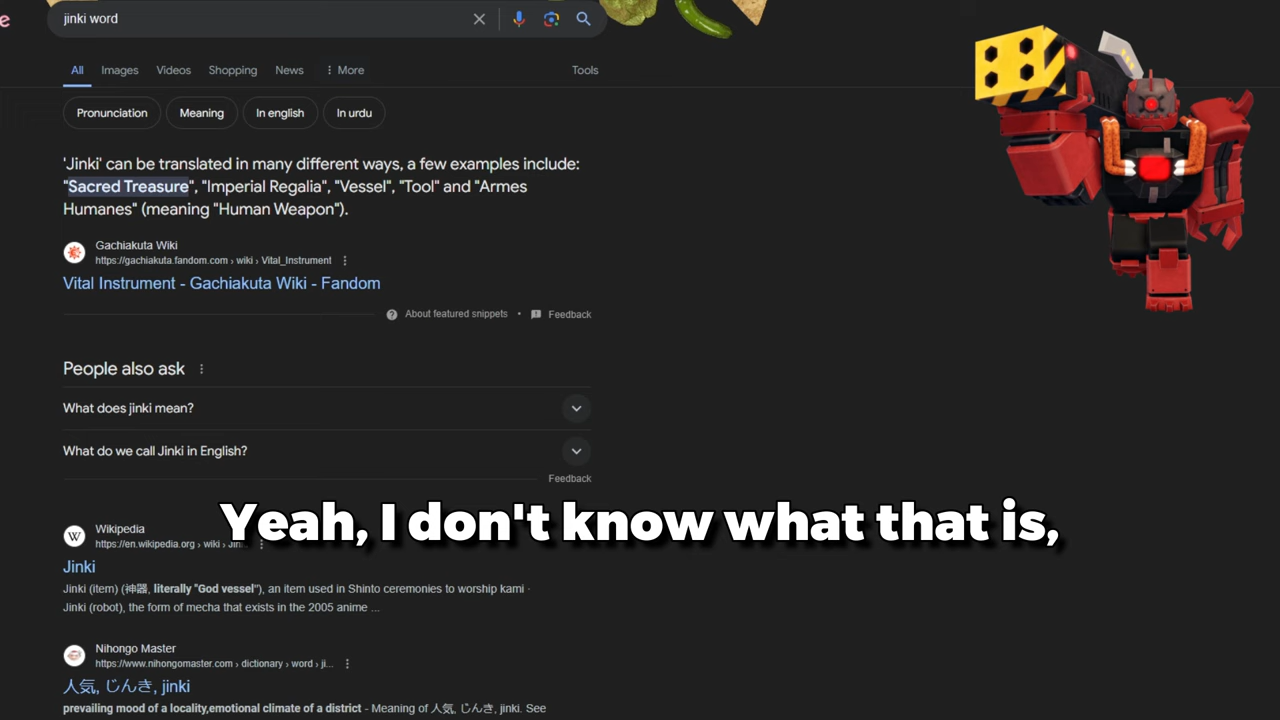 e
jinki word
All Images Videos Shopping News More Tools
Pronunciation Meaning In english In urdu
'Jinki' can be translated in many different ways, a few examples include:
"Sacred Treasure", "Imperial Regalia", "Vessel", "Tool" and "Armes
Humanes" (meaning "Human Weapon").
Gachiakuta Wiki
https://gachiakuta.fandom.com › wiki › Vital_Instrument
Vital Instrument - Gachiakuta Wiki - Fandom
About featured snippets • Feedback
People also ask
What does jinki mean?
What do we call Jinki in English?
Feedback
Yeah, I don't know what that is,
W
Wikipedia
https://en.wikipedia.org › wiki › Jin...
Jinki
Jinki (item) (神器, literally "God vessel"), an item used in Shinto ceremonies to worship kami ·
Jinki (robot), the form of mecha that exists in the 2005 anime ...
Nihongo Master
https://www.nihongomaster.com › dictionary › word › ji...
人気, じんき, jinki
prevailing mood of a locality,emotional climate of a district - Meaning of 人気, じんき, jinki. See